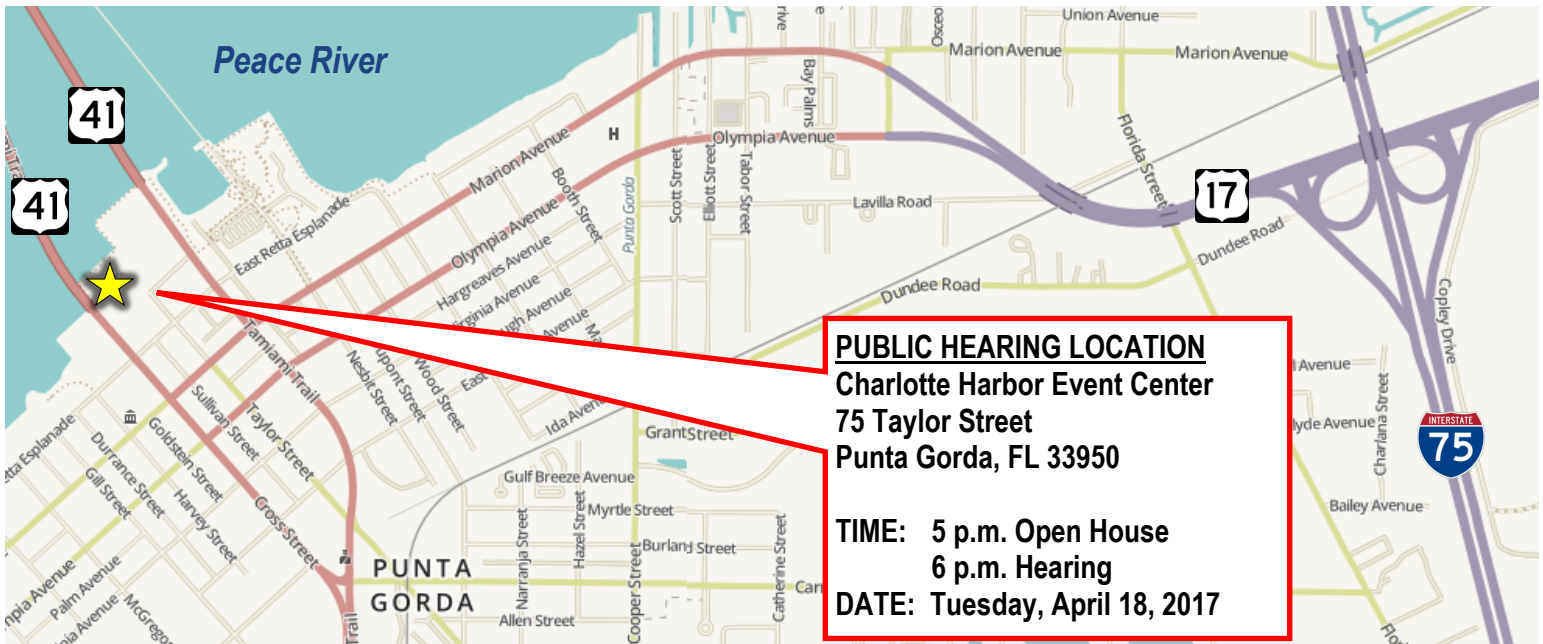 Peace River
41
41
17
INTERSTATE
75
Union Avenue
Marion Avenue
Marion Avenue
Bay Palms
Florida Street
Olympia Avenue
Marion Avenue
Booth Street
Punta Gorda
Scott Street
Elliott Street
Tabor Street
Lavilla Road
Dundee Road
Dundee Road
Copley Drive
H
East Retta Esplanade
Olympia Avenue
Hargreaves Avenue
Virginia Avenue
Tamiami Trail
Nesbit Street
Wood Street
Sullivan Street
Taylor Street
Goldstein Street
Durrance Street
Gill Street
Harvey Street
Cross Street
Grant Street
Gulf Breeze Avenue
Myrtle Street
Burland Street
Narranja Street
Hazel Street
Cooper Street
Catherine Street
Allen Street
PUNTA
GORDA
Palm Avenue
Trail
Charlana Street
Bailey Avenue
PUBLIC HEARING LOCATION
Charlotte Harbor Event Center
75 Taylor Street
Punta Gorda, FL 33950
TIME: 5 p.m. Open House
6 p.m. Hearing
DATE: Tuesday, April 18, 2017